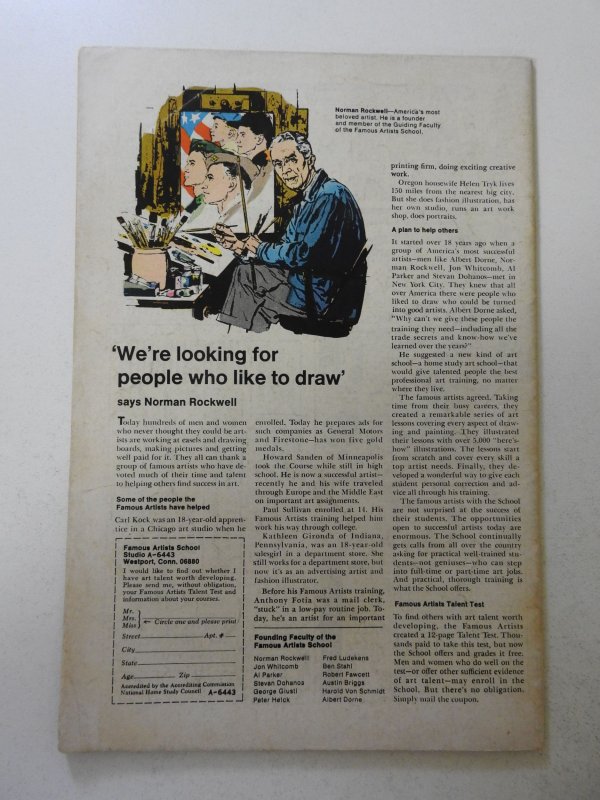 Norman Rockwell—America's most
beloved artist. He is a founder
and member of the Guiding Faculty
of the Famous Artists School.
'We're looking for
people who like to draw'
says Norman Rockwell
Today hundreds of men and women
who never thought they could be art-
ists are working at easels and drawing
boards, making pictures and getting
well paid for it. They all can thank a
group of famous artists who have de-
voted much of their time and talent
to helping others find success in art.
Some of the people the
Famous Artists have helped
Carl Kock was an 18-year-old appren-
tice in a Chicago art studio when he
Famous Artists School
Studio A-6443
Westport, Conn. 06880
I would like to find out whether I
have art talent worth developing.
Please send me, without obligation,
your Famous Artists Talent Test and
information about your courses.
Mr.
Mrs.
Miss
Circle one and please print
Street Apt. #
City
State
Age Zip
Accredited by the Accrediting Commission
National Home Study Council A-6443
enrolled. Today he prepares ads for
such companies as General Motors
and Firestone—has won five gold
medals.
Howard Sanden of Minneapolis
took the Course while still in high
school. He is now a successful artist—
recently he and his wife traveled
through Europe and the Middle East
on important art assignments.
Paul Sullivan enrolled at 14. His
Famous Artists training helped him
work his way through college.
Kathleen Gironda of Indiana,
Pennsylvania, was an 18-year-old
salesgirl in a department store. She
still works for a department store, but
now it's as an advertising artist and
fashion illustrator.
Before his Famous Artists training,
Anthony Fotia was a mail clerk,
"stuck" in a low-pay routine job. To-
day, he's an artist for an important
Founding Faculty of the
Famous Artists School
Norman Rockwell
Jon Whitcomb
Al Parker
Stevan Dohanos
George Giusti
Peter Helck
Fred Ludekens
Ben Stahl
Robert Fawcett
Austin Briggs
Harold Von Schmidt
Albert Dorne
printing firm, doing exciting creative
work.
Oregon housewife Helen Tryk lives
150 miles from the nearest big city.
But she does fashion illustration, has
her own studio, runs an art work
shop, does portraits.
A plan to help others
It started over 18 years ago when a
group of America's most successful
artists—men like Albert Dorne, Nor-
man Rockwell, Jon Whitcomb, Al
Parker and Stevan Dohanos—met in
New York City. They knew that all
over America there were people who
liked to draw who could be turned
into good artists. Albert Dorne asked,
"Why can't we give these people the
training they need—including all the
trade secrets and know-how we've
learned over the years?"
He suggested a new kind of art
school—a home study art school—that
would give talented people the best
professional art training, no matter
where they live.
The famous artists agreed. Taking
time from their busy careers, they
created a remarkable series of art
lessons covering every aspect of draw-
ing and painting. They illustrated
their lessons with over 5,000 "here's-
how" illustrations. The lessons start
from scratch and cover every skill a
top artist needs. Finally, they de-
veloped a wonderful way to give each
student personal correction and ad-
vice all through his training.
The famous artists with the School
are not surprised at the success of
their students. The opportunities
open to successful artists today are
enormous. The School continually
gets calls from all over the country
asking for practical well-trained stu-
dents—not geniuses—who can step
into full-time or part-time art jobs.
And practical, thorough training is
what the School offers.
Famous Artists Talent Test
To find others with art talent worth
developing, the Famous Artists
created a 12-page Talent Test. Thou-
sands paid to take this test, but now
the School offers and grades it free.
Men and women who do well on the
test—or offer other sufficient evidence
of art talent—may enroll in the
School. But there's no obligation.
Simply mail the coupon.